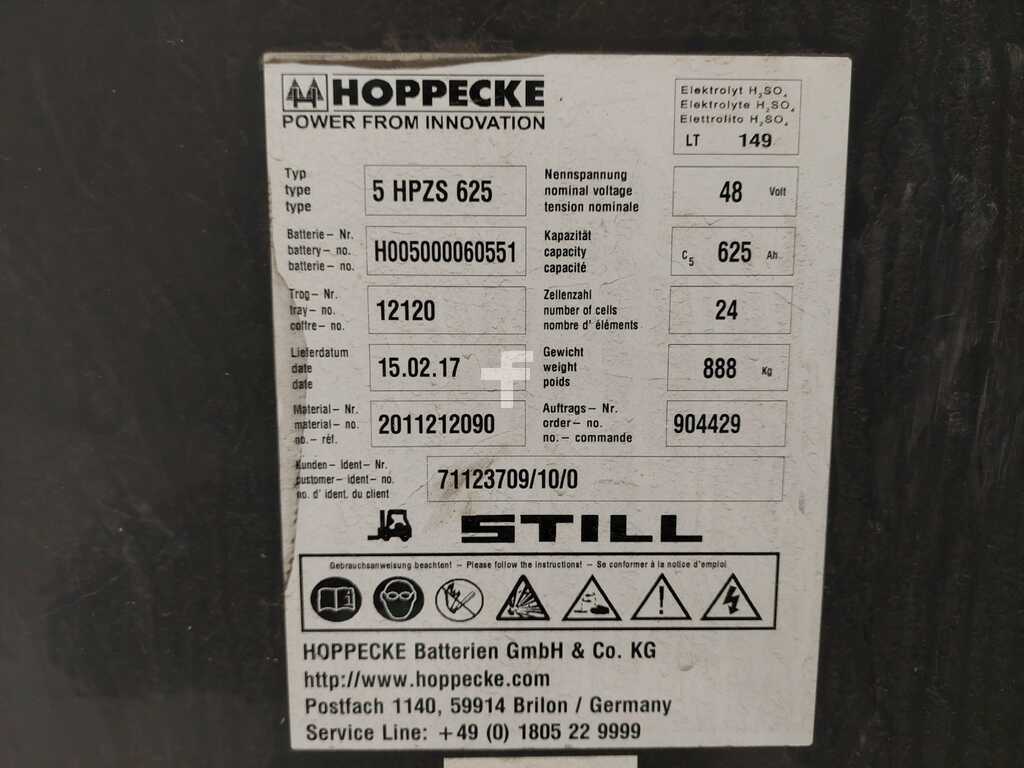 HOPPECKE
POWER FROM INNOVATION
Elektrolyt H₂SO₄
Elektrolyte H₂SO₄
Elettrolito H₂SO₄
LT 149
Typ
type
type
5 HPZS 625
Nennspannung
nominal voltage
tension nominale
48 Volt
Batterie – Nr.
battery – no.
batterie – no.
H005000060551
Kapazität
capacity
capacité
C₅ 625 Ah
Trog – Nr.
tray – no.
coffre – no.
12120
Zellenzahl
number of cells
nombre d' éléments
24
Lieferdatum
date
date
15.02.17
Gewicht
weight
poids
888 Kg
Material – Nr.
material – no.
no. – réf.
2011212090
Auftrags – Nr.
order – no.
no. – commande
904429
Kunden – Ident – Nr.
customer – ident – no.
no. d' ident. du client
71123709/10/0
f
STILL
Gebrauchsanweisung beachten! – Please follow the instructions! – Se conformer à la notice d'emploi
HOPPECKE Batterien GmbH & Co. KG
http://www.hoppecke.com
Postfach 1140, 59914 Brilon / Germany
Service Line: +49 (0) 1805 22 9999